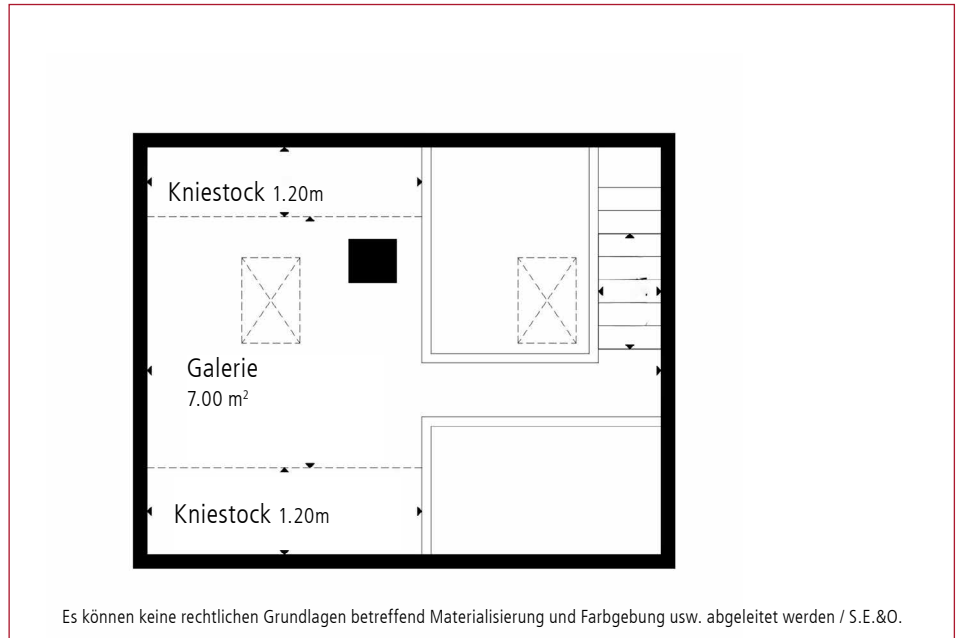 Kniestock 1.20m
Galerie
7.00 m²
Kniestock 1.20m
Es können keine rechtlichen Grundlagen betreffend Materialisierung und Farbgebung usw. abgeleitet werden / S.E.&O.